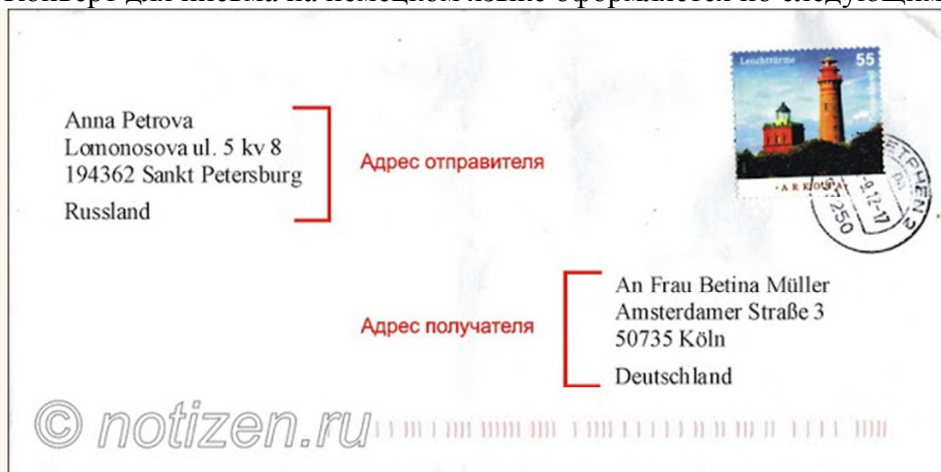 Anna Petrova
Lomonosova ul. 5 kv 8
194362 Sankt Petersburg
Russland
Адрес отправителя
Leuchttürme 55
ARKONA
Адрес получателя
An Frau Betina Müller
Amsterdamer Straße 3
50735 Köln
Deutschland
© notizen.ru